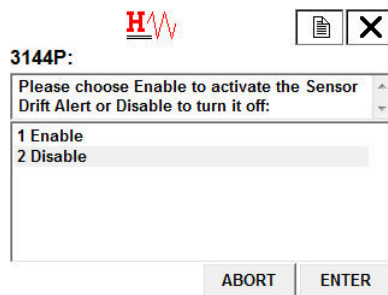 H
3144P:
Please choose Enable to activate the Sensor
Drift Alert or Disable to turn it off:
1 Enable
2 Disable
ABORT ENTER